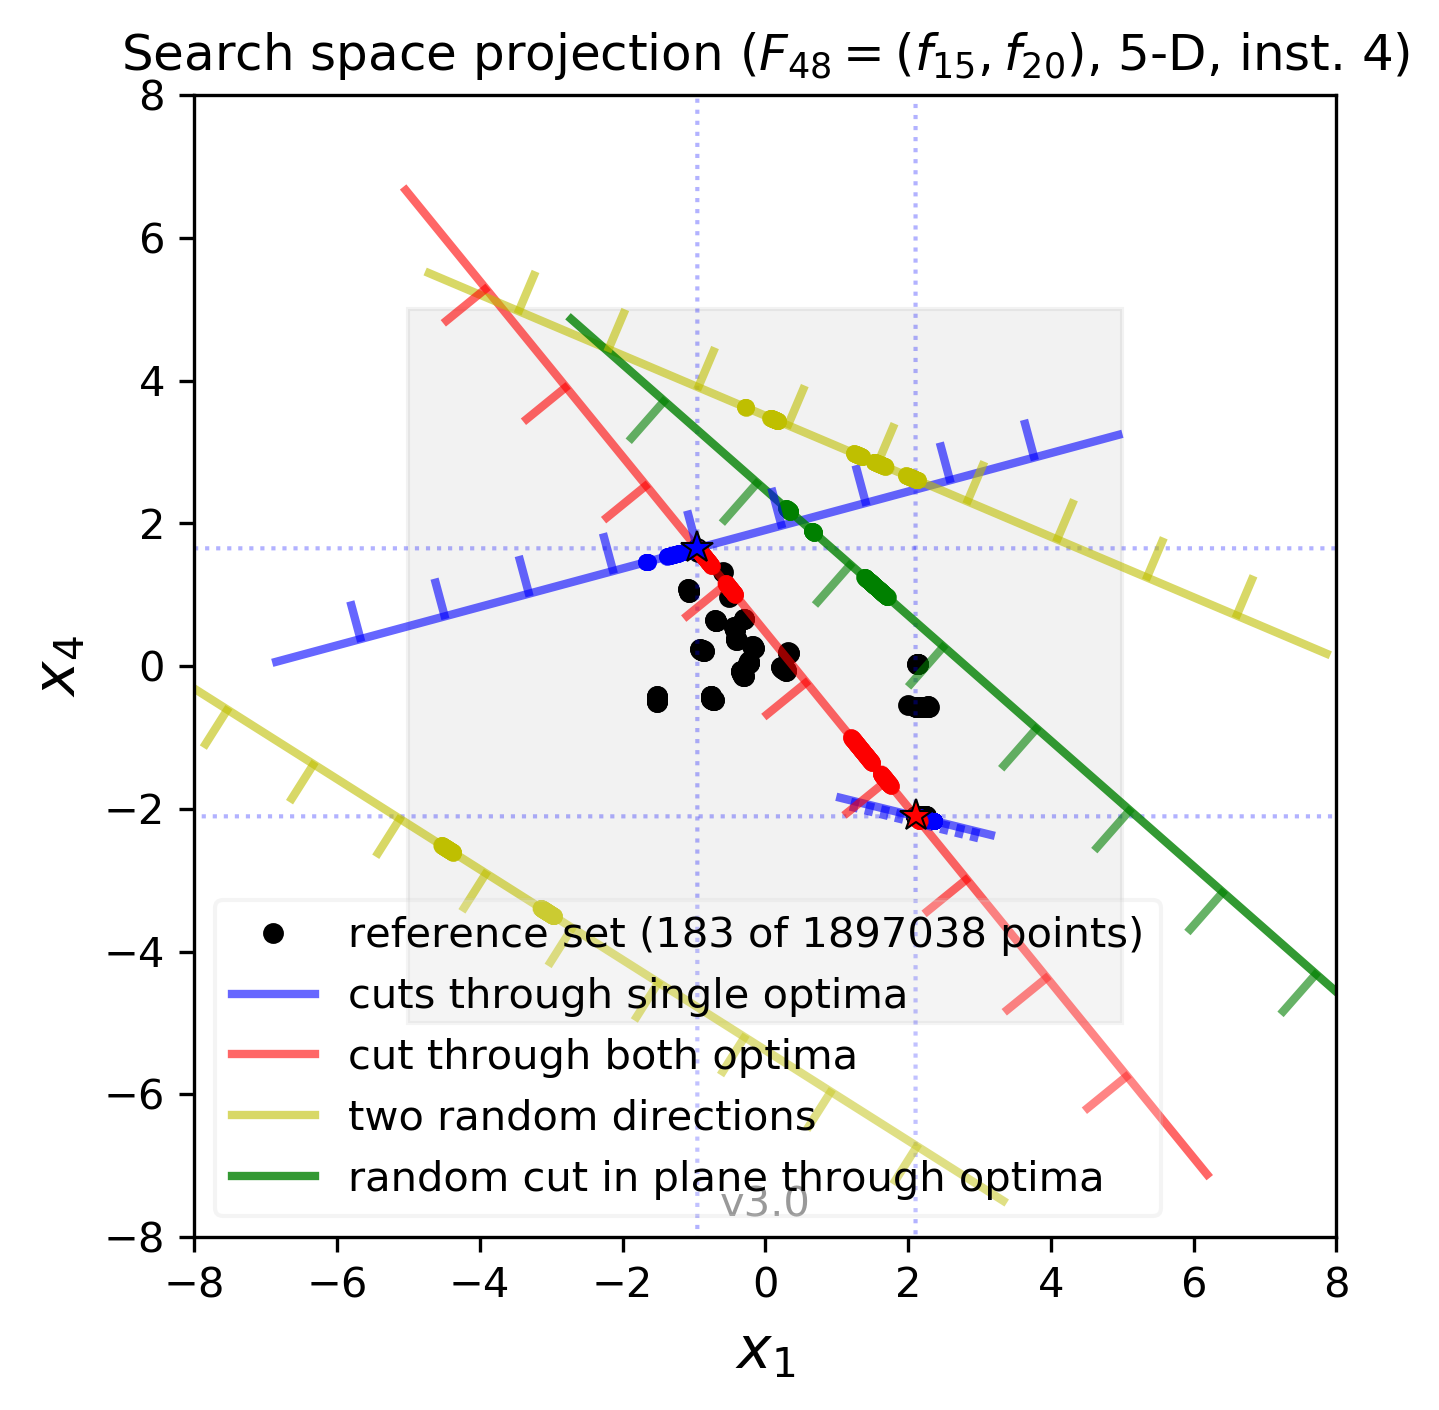 Search space projection (F₄₈ = (f₁₅, f₂₀), 5-D, inst. 4)
8
6
4
2
0
−2
−4
−6
−8
x₄
reference set (183 of 1897038 points)
cuts through single optima
cut through both optima
two random directions
random cut in plane through optima
v3.0
−8 −6 −4 −2 0 2 4 6 8
x₁